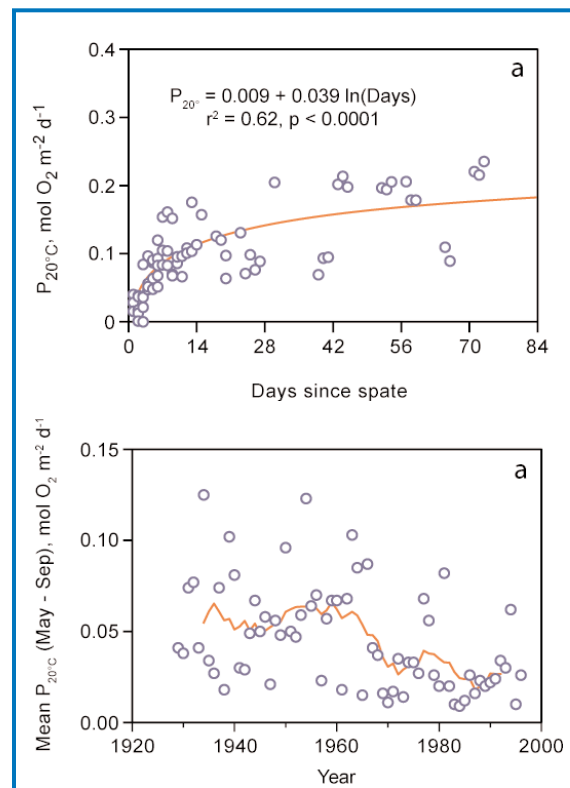 a
P20° = 0.009 + 0.039 ln(Days)
r² = 0.62, p < 0.0001
P20°C, mol O2 m-2 d-1
0.4
0.3
0.2
0.1
0
0 14 28 42 56 70 84
Days since spate
a
Mean P20°C (May - Sep), mol O2 m-2 d-1
0.15
0.10
0.05
0.00
1920 1940 1960 1980 2000
Year